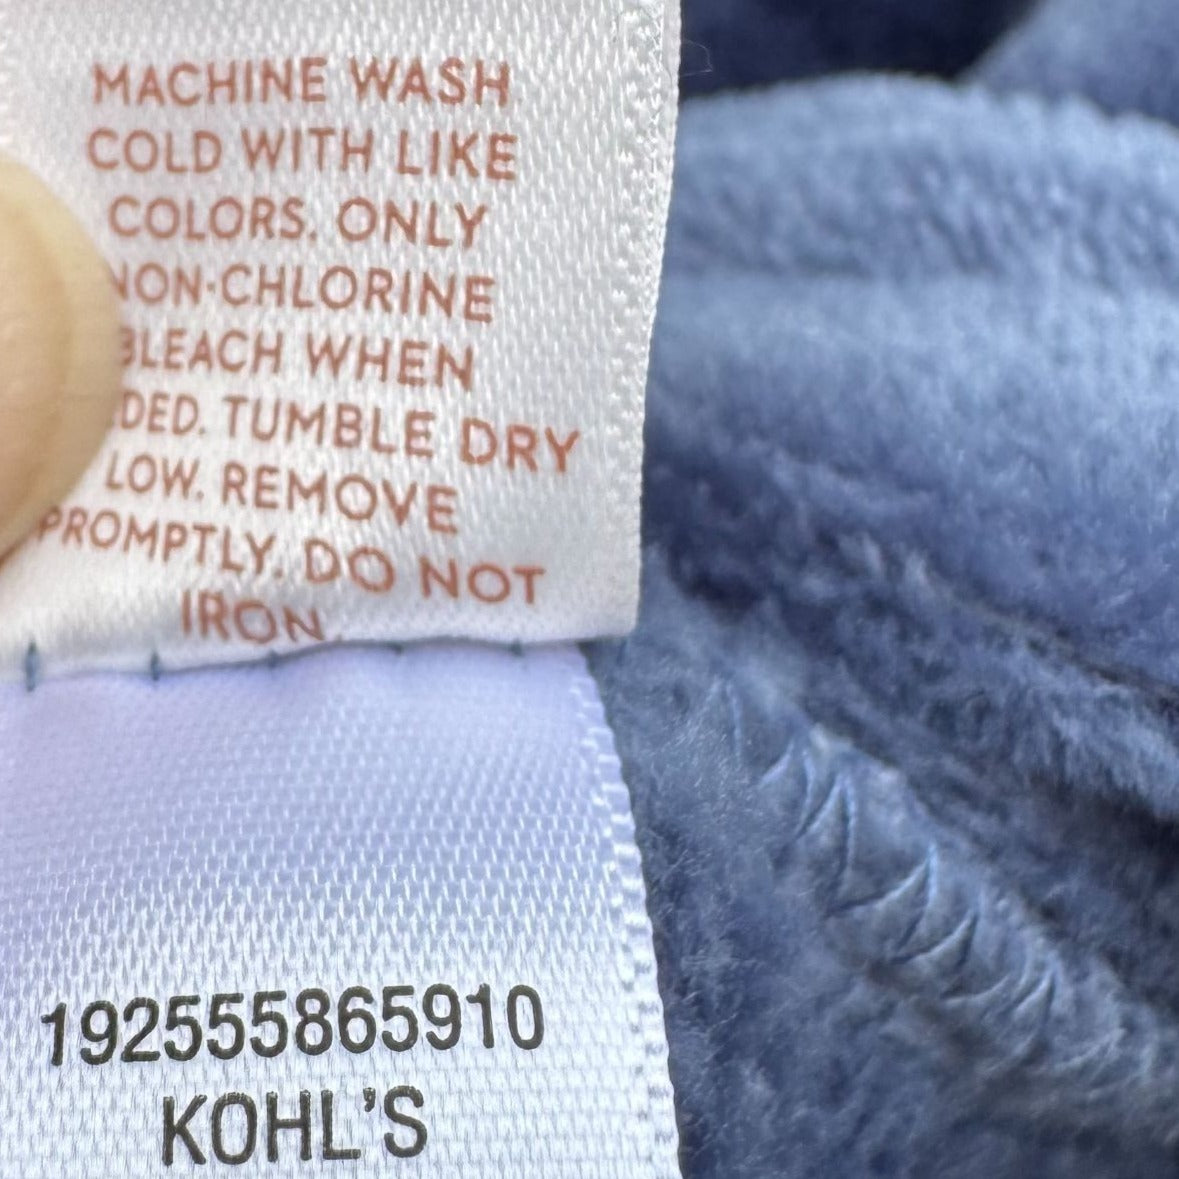 MACHINE WASH
COLD WITH LIKE
COLORS. ONLY
NON-CHLORINE
BLEACH WHEN
TUMBLE DRY
LOW. REMOVE
PROMPTLY. DO NOT
IRON.
192555865910
KOHL'S